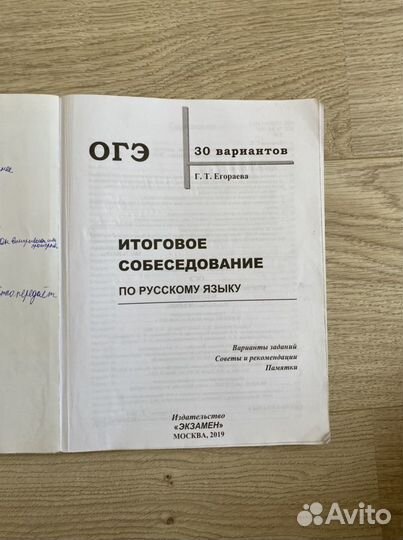 ОГЭ
30 вариантов
Г. Т. Егораева
ИТОГОВОЕ
СОБЕСЕДОВАНИЕ
ПО РУССКОМУ ЯЗЫКУ
Варианты заданий
Советы и рекомендации
Памятки
Издательство
«ЭКЗАМЕН»
МОСКВА, 2019
Avito